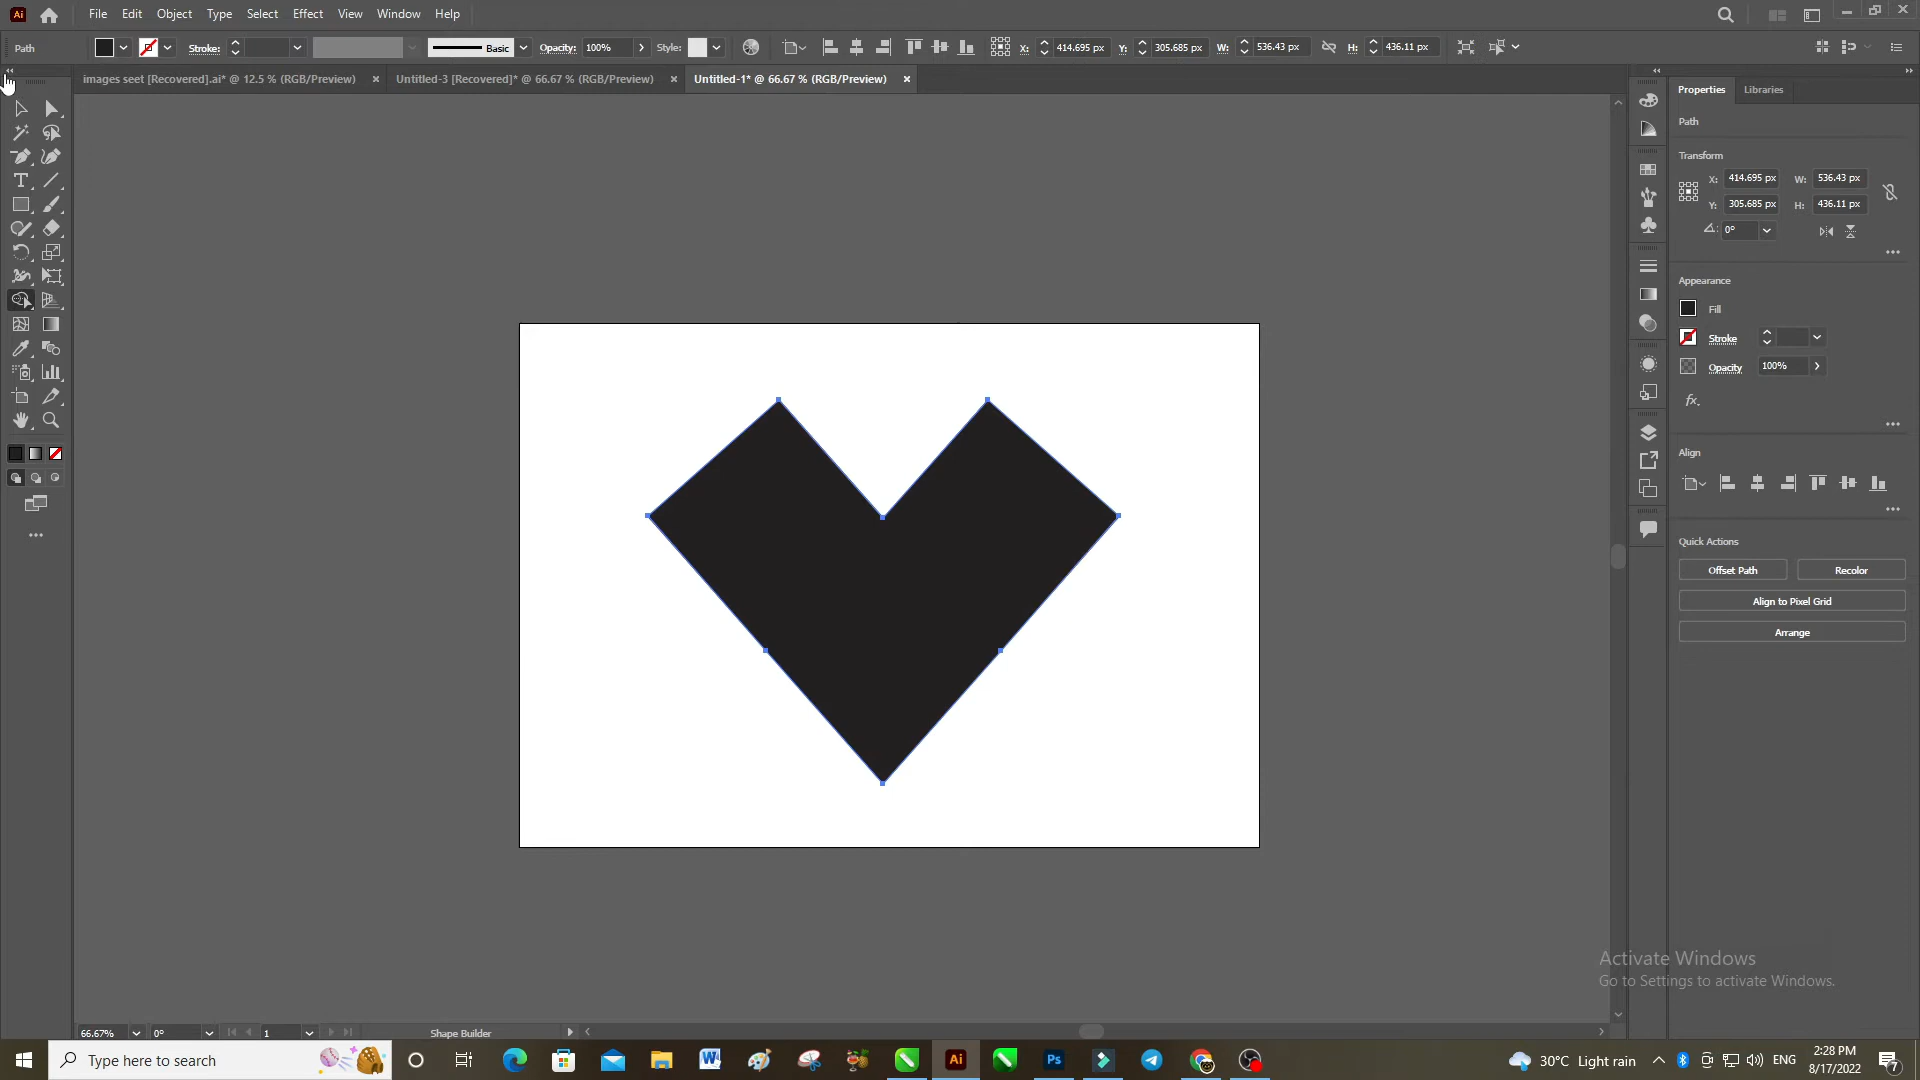 Ai File Edit Object Type Select Effect View Window Help
Path Stroke: Basic Opacity: 100% Style: X: 414.695 px Y: 305.685 px W: 536.43 px H: 436.11 px
images seet [Recovered].ai* @ 12.5 % (RGB/Preview) × Untitled-3 [Recovered]* @ 66.67 % (RGB/Preview) × Untitled-1* @ 66.67 % (RGB/Preview) ×
Properties Libraries
Path
Transform
X: 414.695 px W: 536.43 px
Y: 305.685 px H: 436.11 px
0°
Appearance
Fill
Stroke
Opacity 100%
fx.
Align
Quick Actions
Offset Path Recolor
Align to Pixel Grid
Arrange
Activate Windows
Go to Settings to activate Windows.
66.67% 0° 1 Shape Builder
Type here to search Ai Ps 30°C Light rain ENG 2:28 PM
8/17/2022 7